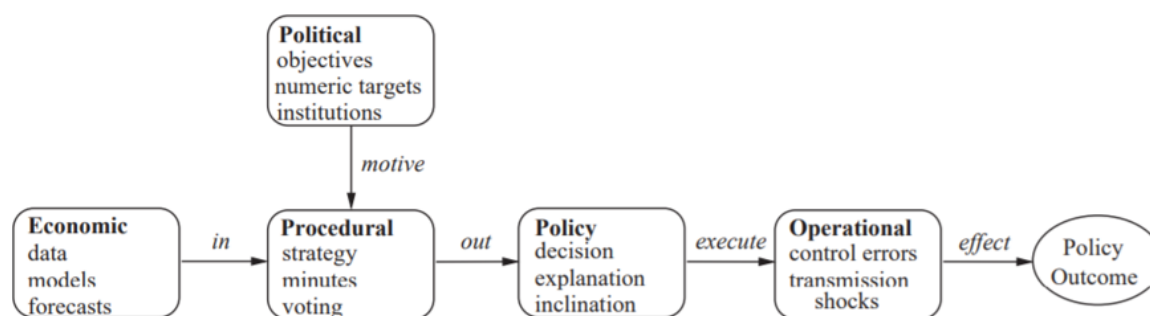 Political
objectives
numeric targets
institutions
motive
Economic
data
models
forecasts
in
Procedural
strategy
minutes
voting
out
Policy
decision
explanation
inclination
execute
Operational
control errors
transmission
shocks
effect
Policy
Outcome